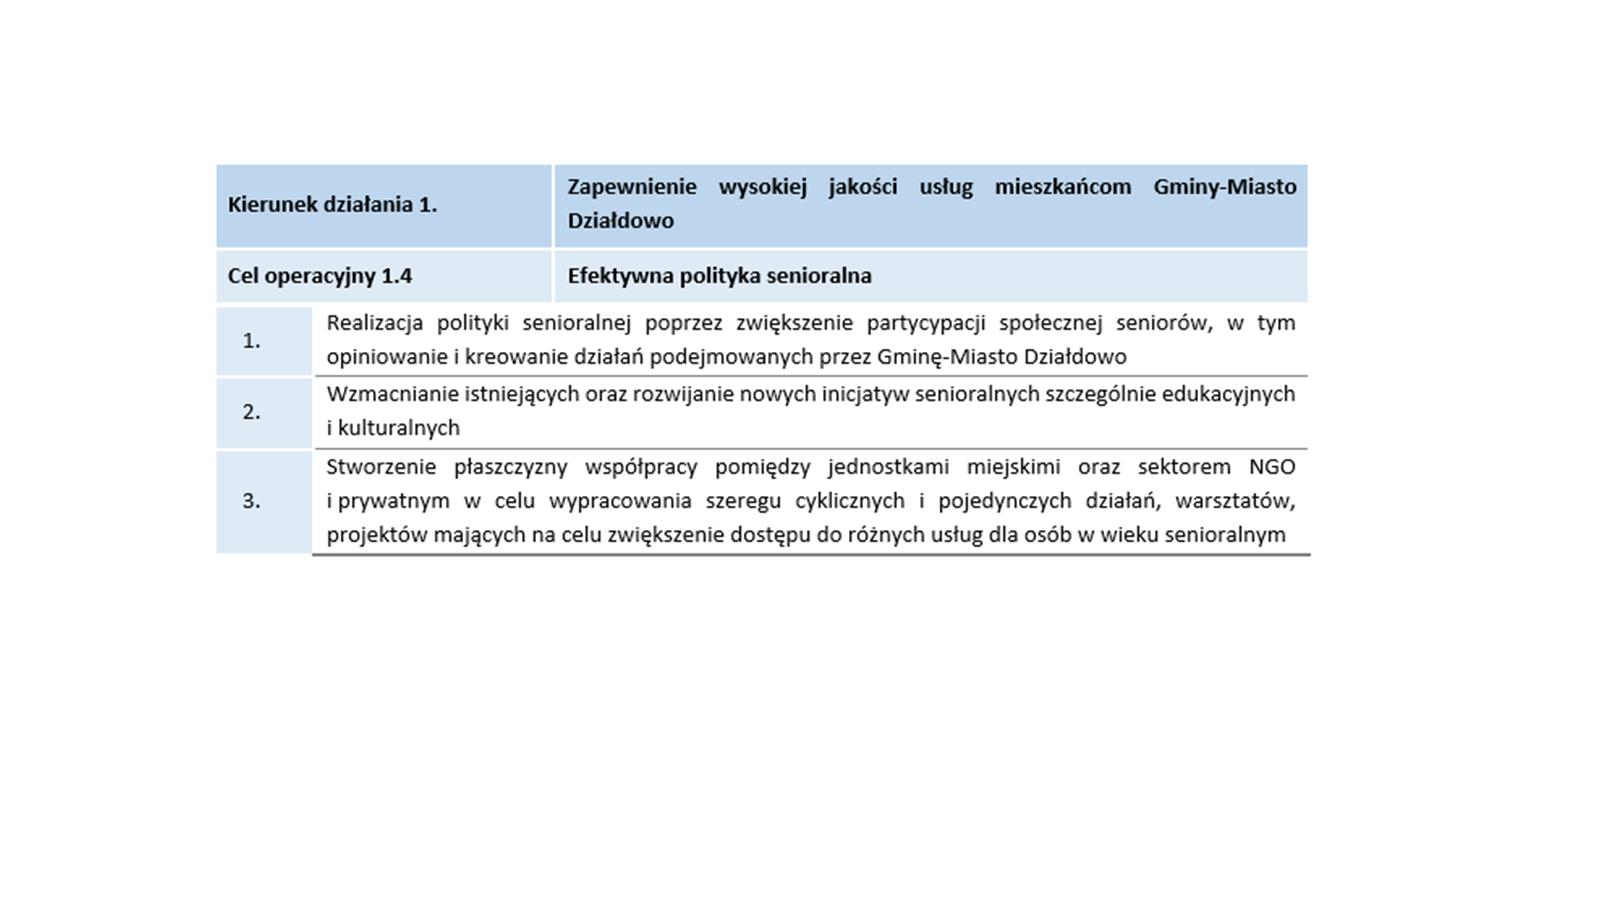 Kierunek działania 1.
Zapewnienie wysokiej jakości usług mieszkańcom Gminy-Miasto
Działdowo
Cel operacyjny 1.4
Efektywna polityka senioralna
1.
Realizacja polityki senioralnej poprzez zwiększenie partycypacji społecznej seniorów, w tym
opiniowanie i kreowanie działań podejmowanych przez Gminę-Miasto Działdowo
2.
Wzmacnianie istniejących oraz rozwijanie nowych inicjatyw senioralnych szczególnie edukacyjnych
i kulturalnych
3.
Stworzenie płaszczyzny współpracy pomiędzy jednostkami miejskimi oraz sektorem NGO
i prywatnym w celu wypracowania szeregu cyklicznych i pojedynczych działań, warsztatów,
projektów mających na celu zwiększenie dostępu do różnych usług dla osób w wieku senioralnym